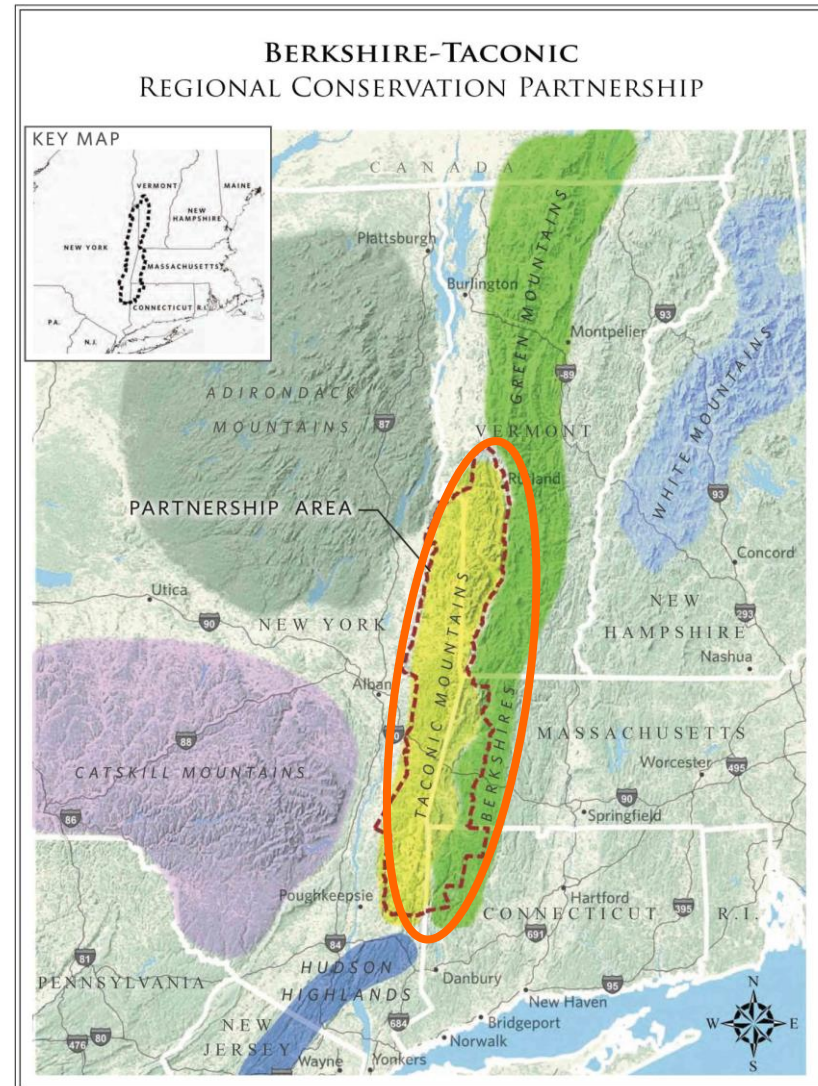 BERKSHIRE-TACONIC
REGIONAL CONSERVATION PARTNERSHIP
KEY MAP
VERMONT
MAINE
NEW
HAMPSHIRE
NEW YORK
MASSACHUSETTS
CONNECTICUT
R.I.
PA.
N.J.
CANADA
Plattsburgh
Burlington
GREEN MOUNTAINS
93
Montpelier
89
ADIRONDACK
MOUNTAINS
87
VERMONT
WHITE MOUNTAINS
Rutland
93
PARTNERSHIP AREA
Concord
Utica
90
NEW YORK
NEW
HAMPSHIRE
293
Nashua
TACONIC MOUNTAINS
Alban
BERKSHIRES
MASSACHUSETTS
88
CATSKILL MOUNTAINS
Worcester
495
90
86
Springfield
Poughkeepsie
Hartford
CONNECTICUT
395
R.I.
84
691
81
PENNSYLVANIA
HUDSON
HIGHLANDS
Danbury
95
New Haven
NEW
JERSEY
684
Bridgeport
Norwalk
476
80
Wayne
Yonkers
N
W
E
S